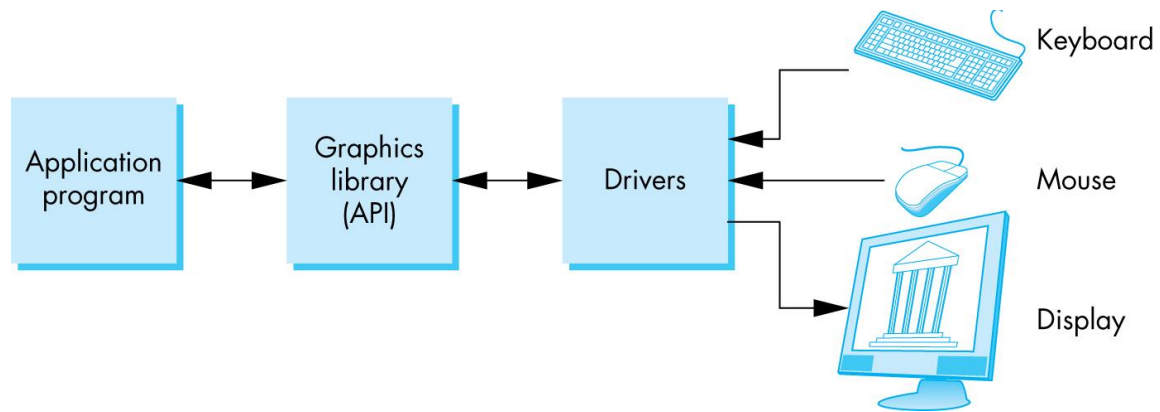 Application
program
Graphics
library
(API)
Drivers
Keyboard
Mouse
Display